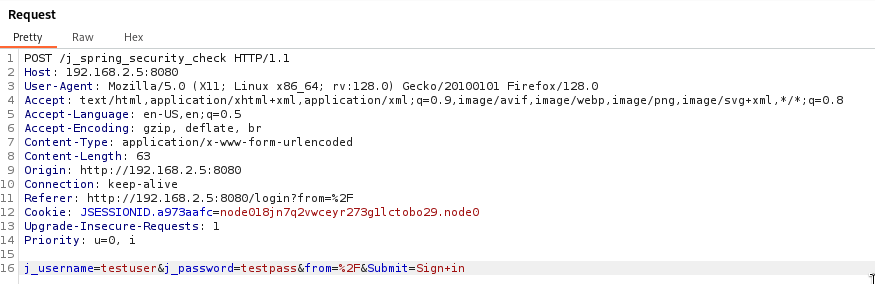 Request
Pretty Raw Hex
1 POST /j_spring_security_check HTTP/1.1
2 Host: 192.168.2.5:8080
3 User-Agent: Mozilla/5.0 (X11; Linux x86_64; rv:128.0) Gecko/20100101 Firefox/128.0
4 Accept: text/html,application/xhtml+xml,application/xml;q=0.9,image/avif,image/webp,image/png,image/svg+xml,*/*;q=0.8
5 Accept-Language: en-US,en;q=0.5
6 Accept-Encoding: gzip, deflate, br
7 Content-Type: application/x-www-form-urlencoded
8 Content-Length: 63
9 Origin: http://192.168.2.5:8080
10 Connection: keep-alive
11 Referer: http://192.168.2.5:8080/login?from=%2F
12 Cookie: JSESSIONID.a973aafc=node018jn7q2vwceyr273g1lctobo29.node0
13 Upgrade-Insecure-Requests: 1
14 Priority: u=0, i
15
16 j_username=testuser&j_password=testpass&from=%2F&Submit=Sign+in